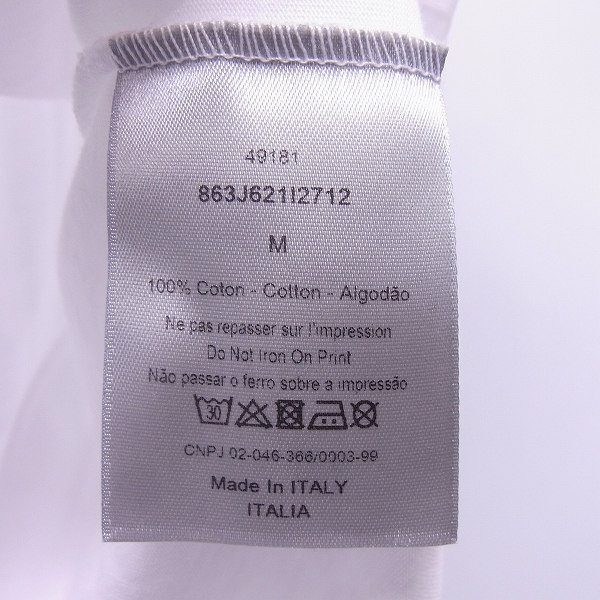 49181
863J621I2712
M
100% Coton - Cotton - Algodão
Ne pas repasser sur l'impression
Do Not Iron On Print
Não passar o ferro sobre a impressão
30
CNPJ 02-046-366/0003-99
Made In ITALY
ITALIA